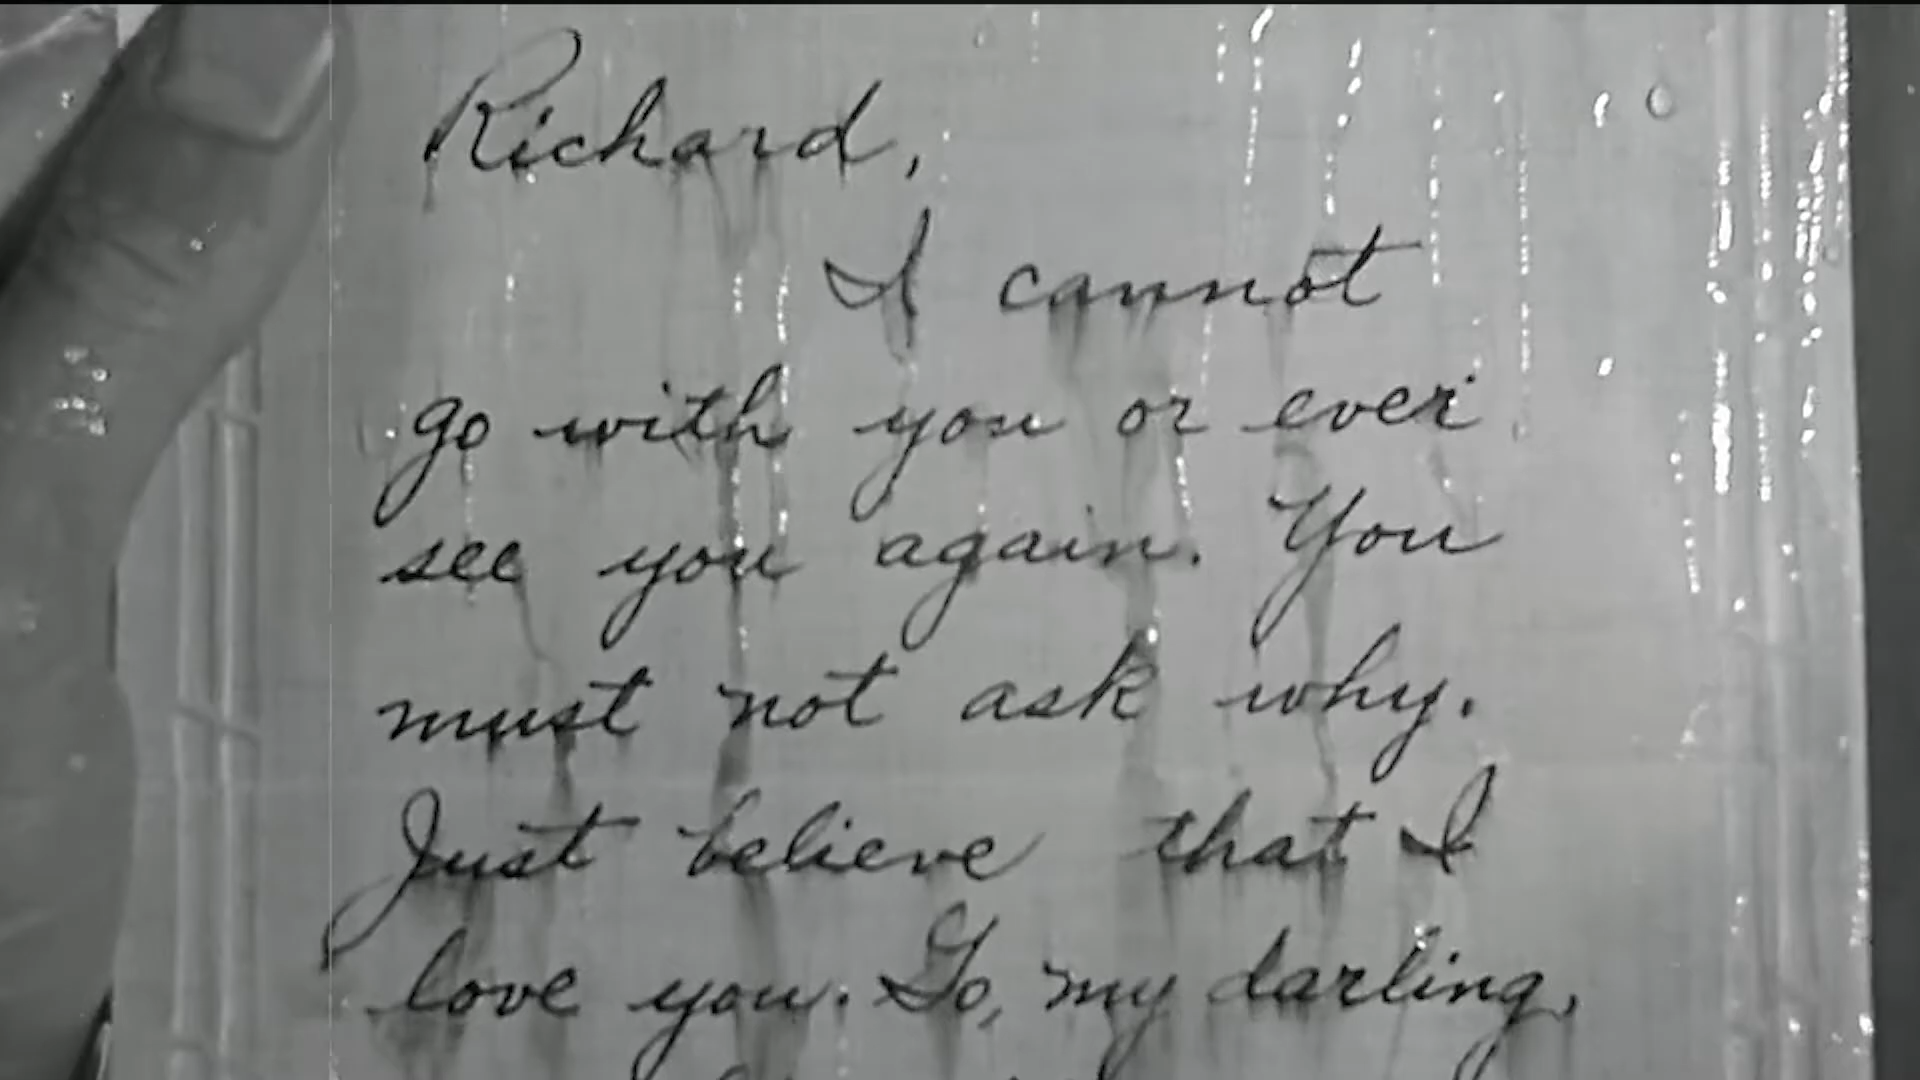 Richard,
I cannot
go with you or ever
see you again. You
must not ask why.
Just believe that I
love you. Go, my darling,